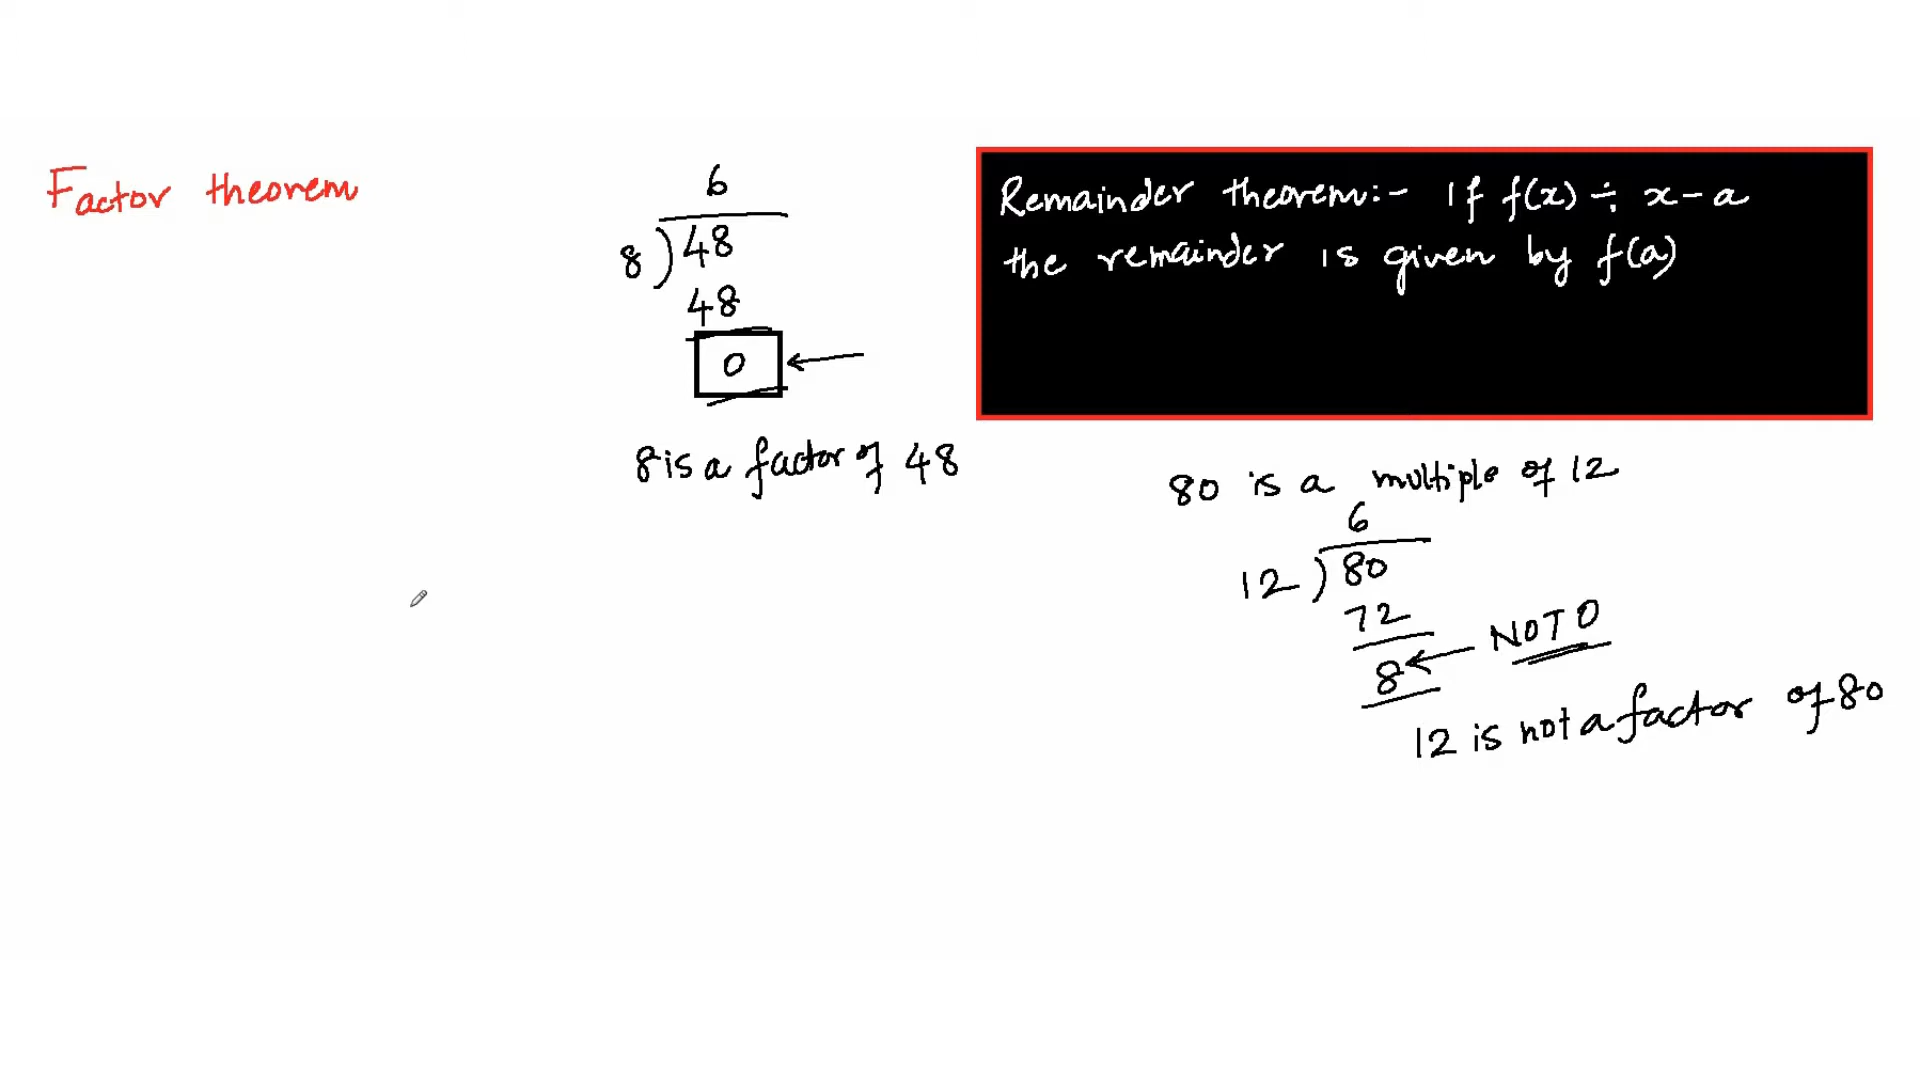 Factor theorem
6
8 ) 48
48
0
8 is a factor of 48
Remainder theorem:- If f(x) ÷ x - a
the remainder is given by f(a)
80 is a multiple of 12
6
12 ) 80
72
8 ← NOT 0
12 is not a factor of 80